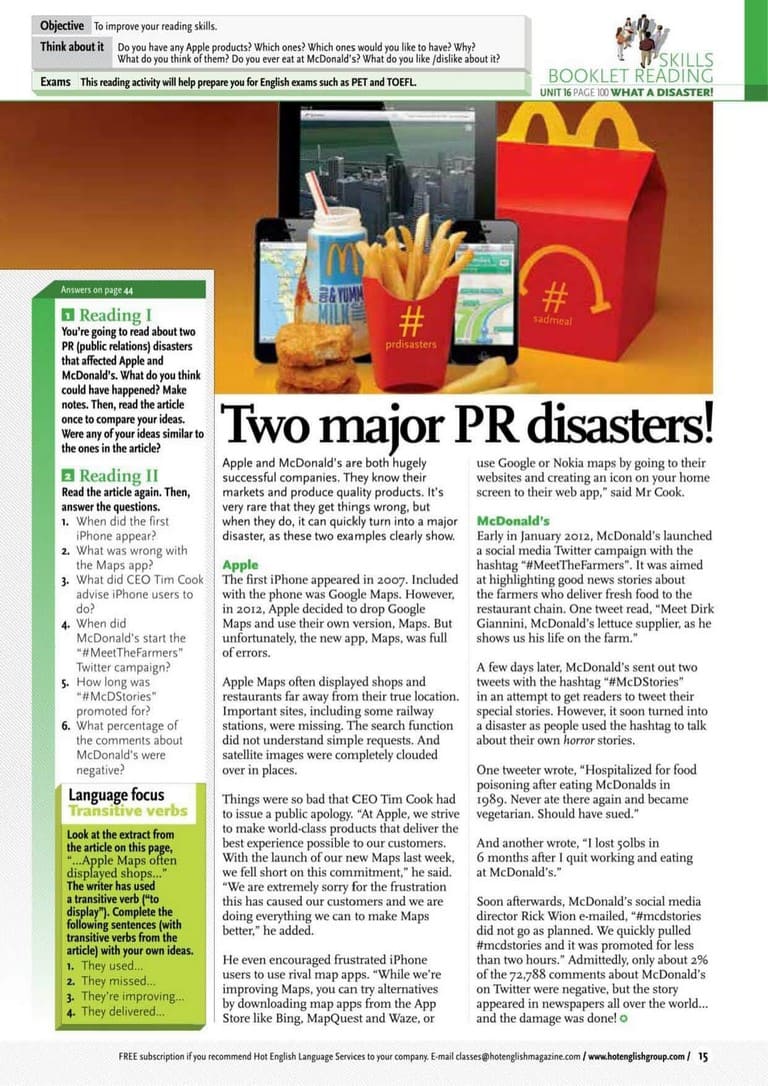 Objective To improve your reading skills.
Think about it Do you have any Apple products? Which ones? Which ones would you like to have? Why?
What do you think of them? Do you ever eat at McDonald's? What do you like /dislike about it?
Exams This reading activity will help prepare you for English exams such as PET and TOEFL.
SKILLS
BOOKLET READING
UNIT 16 PAGE 100 WHAT A DISASTER!
#
prdisasters
#
sadmeal
& YUMM
MILK
Answers on page 44
1 Reading I
You're going to read about two
PR (public relations) disasters
that affected Apple and
McDonald's. What do you think
could have happened? Make
notes. Then, read the article
once to compare your ideas.
Were any of your ideas similar to
the ones in the article?
2 Reading II
Read the article again. Then,
answer the questions.
1. When did the first
iPhone appear?
2. What was wrong with
the Maps app?
3. What did CEO Tim Cook
advise iPhone users to
do?
4. When did
McDonald's start the
"#MeetTheFarmers"
Twitter campaign?
5. How long was
"#McDStories"
promoted for?
6. What percentage of
the comments about
McDonald's were
negative?
Language focus
Transitive verbs
Look at the extract from
the article on this page,
"...Apple Maps often
displayed shops..."
The writer has used
a transitive verb ("to
display"). Complete the
following sentences (with
transitive verbs from the
article) with your own ideas.
1. They used...
2. They missed...
3. They're improving...
4. They delivered...
Two major PR disasters!
Apple and McDonald's are both hugely
successful companies. They know their
markets and produce quality products. It's
very rare that they get things wrong, but
when they do, it can quickly turn into a major
disaster, as these two examples clearly show.
Apple
The first iPhone appeared in 2007. Included
with the phone was Google Maps. However,
in 2012, Apple decided to drop Google
Maps and use their own version, Maps. But
unfortunately, the new app, Maps, was full
of errors.
Apple Maps often displayed shops and
restaurants far away from their true location.
Important sites, including some railway
stations, were missing. The search function
did not understand simple requests. And
satellite images were completely clouded
over in places.
Things were so bad that CEO Tim Cook had
to issue a public apology. "At Apple, we strive
to make world-class products that deliver the
best experience possible to our customers.
With the launch of our new Maps last week,
we fell short on this commitment," he said.
"We are extremely sorry for the frustration
this has caused our customers and we are
doing everything we can to make Maps
better," he added.
He even encouraged frustrated iPhone
users to use rival map apps. "While we're
improving Maps, you can try alternatives
by downloading map apps from the App
Store like Bing, MapQuest and Waze, or
use Google or Nokia maps by going to their
websites and creating an icon on your home
screen to their web app," said Mr Cook.
McDonald's
Early in January 2012, McDonald's launched
a social media Twitter campaign with the
hashtag "#MeetTheFarmers". It was aimed
at highlighting good news stories about
the farmers who deliver fresh food to the
restaurant chain. One tweet read, "Meet Dirk
Giannini, McDonald's lettuce supplier, as he
shows us his life on the farm."
A few days later, McDonald's sent out two
tweets with the hashtag "#McDStories"
in an attempt to get readers to tweet their
special stories. However, it soon turned into
a disaster as people used the hashtag to talk
about their own horror stories.
One tweeter wrote, "Hospitalized for food
poisoning after eating McDonalds in
1989. Never ate there again and became
vegetarian. Should have sued."
And another wrote, "I lost 50lbs in
6 months after I quit working and eating
at McDonald's."
Soon afterwards, McDonald's social media
director Rick Wion e-mailed, "#mcdstories
did not go as planned. We quickly pulled
#mcdstories and it was promoted for less
than two hours." Admittedly, only about 2%
of the 72,788 comments about McDonald's
on Twitter were negative, but the story
appeared in newspapers all over the world...
and the damage was done!
FREE subscription if you recommend Hot English Language Services to your company. E-mail classes@hotenglishmagazine.com / www.hotenglishgroup.com / 15